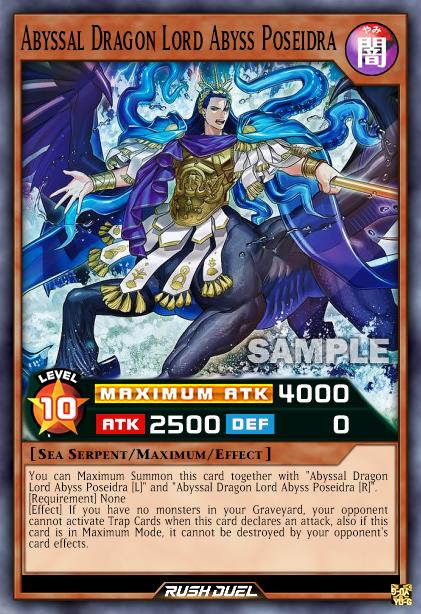 Abyssal Dragon Lord Abyss Poseidra
やみ
闇
SAMPLE
LEVEL
10
MAXIMUM ATK 4000
ATK 2500 DEF 0
[Sea Serpent/Maximum/Effect]
You can Maximum Summon this card together with "Abyssal Dragon
Lord Abyss Poseidra [L]" and "Abyssal Dragon Lord Abyss Poseidra [R]".
[Requirement] None
[Effect] If you have no monsters in your Graveyard, your opponent
cannot activate Trap Cards when this card declares an attack, also if this
card is in Maximum Mode, it cannot be destroyed by your opponent's
card effects.
RUSH DUEL